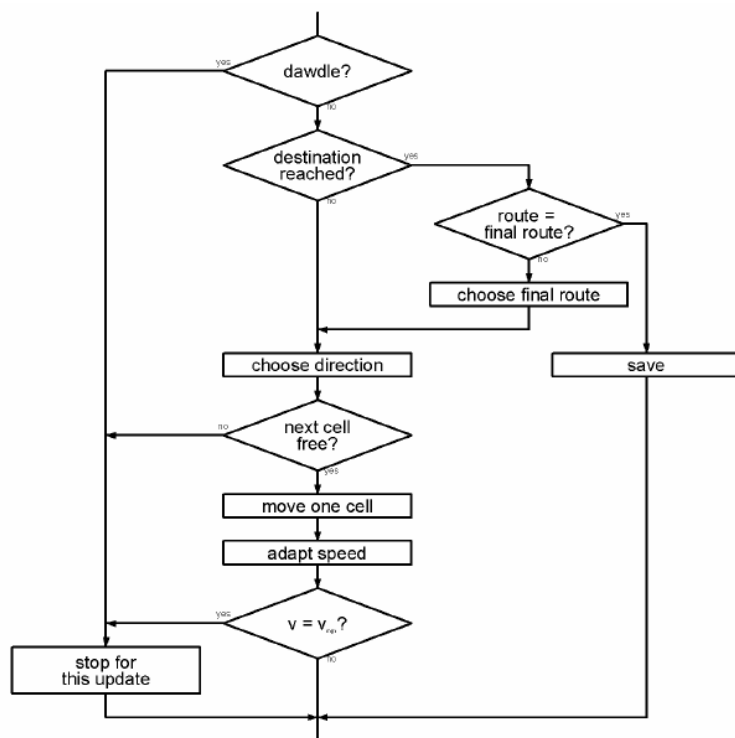 dawdle?
yes
no
destination
reached?
yes
no
route =
final route?
yes
no
choose final route
choose direction
save
next cell
free?
no
yes
move one cell
adapt speed
v = v ?
yes
no
stop for
this update